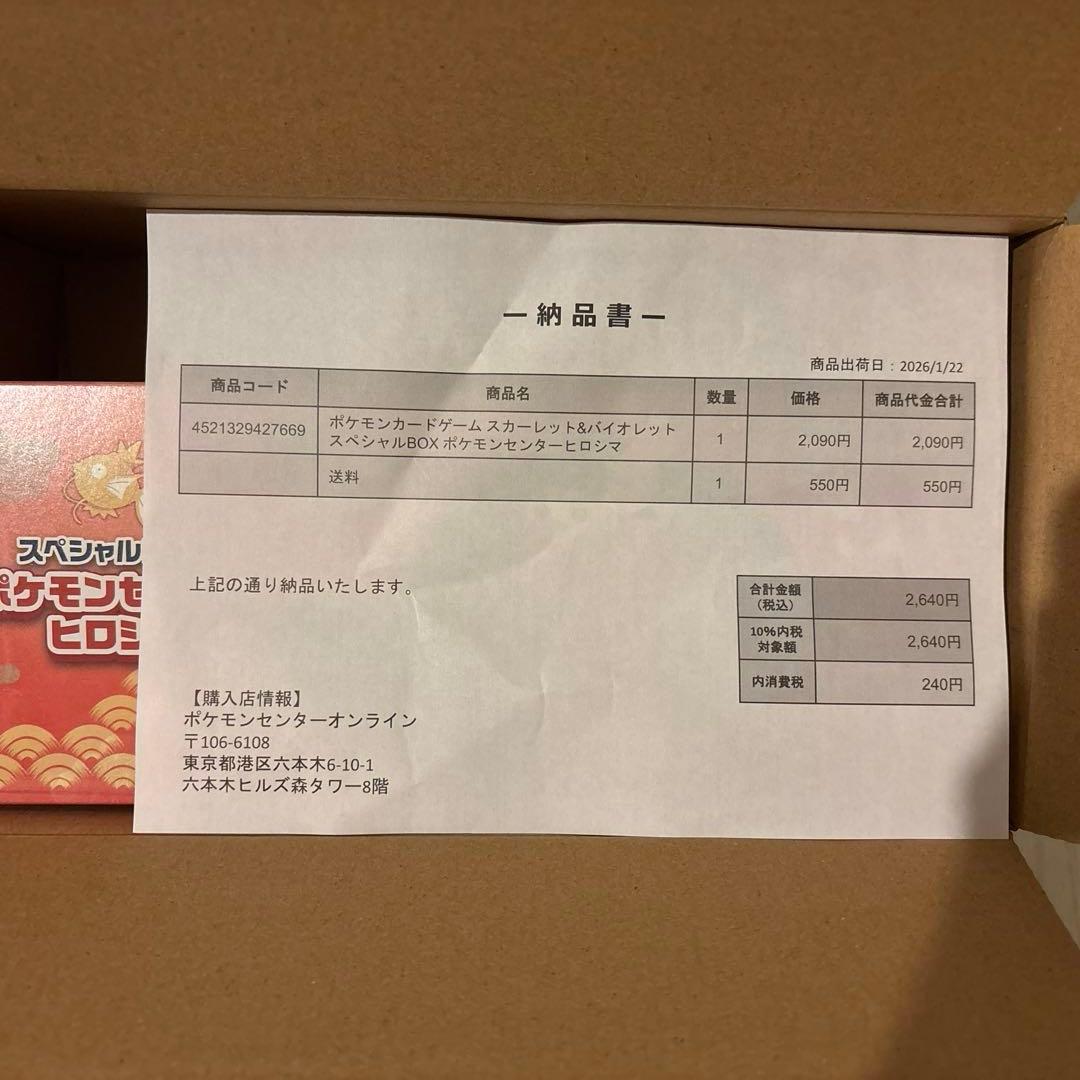 ー 納 品 書 ー
商品出荷日：2026/1/22
商品コード 商品名 数量 価格 商品代金合計
4521329427669 ポケモンカードゲーム スカーレット&バイオレット 1 2,090円 2,090円
スペシャルBOX ポケモンセンターヒロシマ
送料 1 550円 550円
上記の通り納品いたします。
合計金額 2,640円
（税込）
10%内税 2,640円
対象額
内消費税 240円
【購入店情報】
ポケモンセンターオンライン
〒106-6108
東京都港区六本木6-10-1
六本木ヒルズ森タワー8階
スペシャル
ポケモンセ
ヒロシ